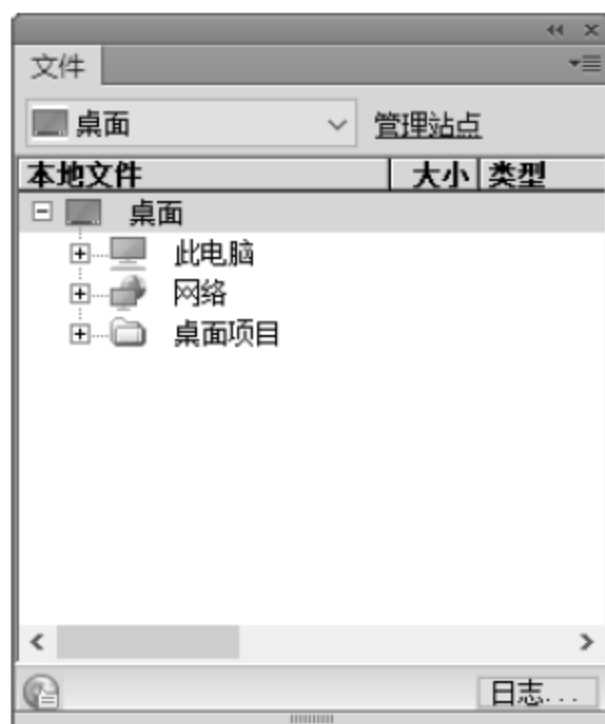 文件
桌面 管理站点
本地文件 大小 类型
桌面
此电脑
网络
桌面项目
日志...